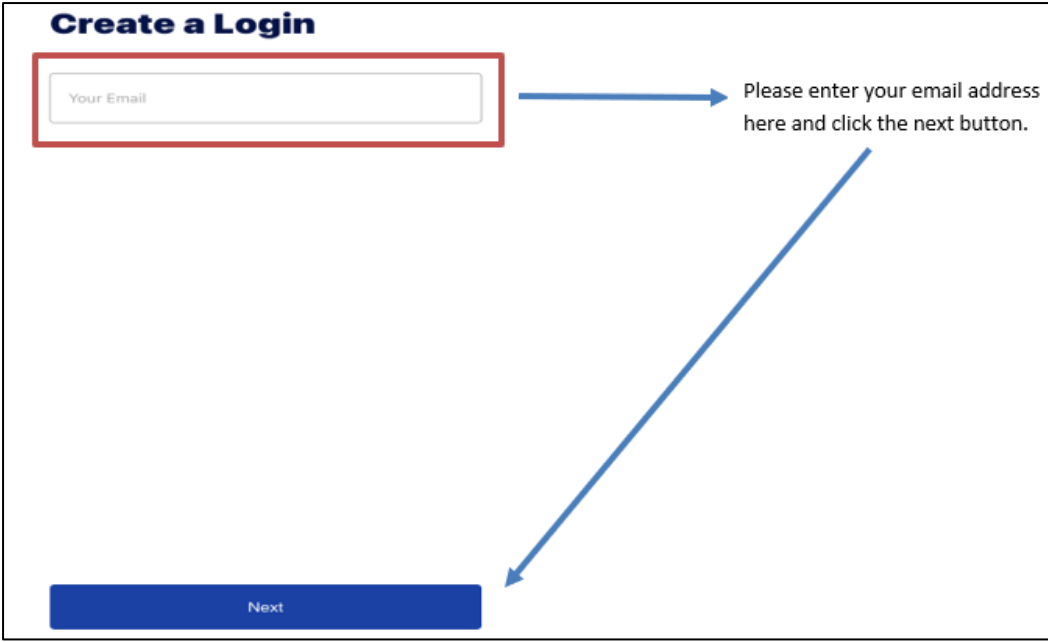 Create a Login
Your Email
Please enter your email address
here and click the next button.
Next